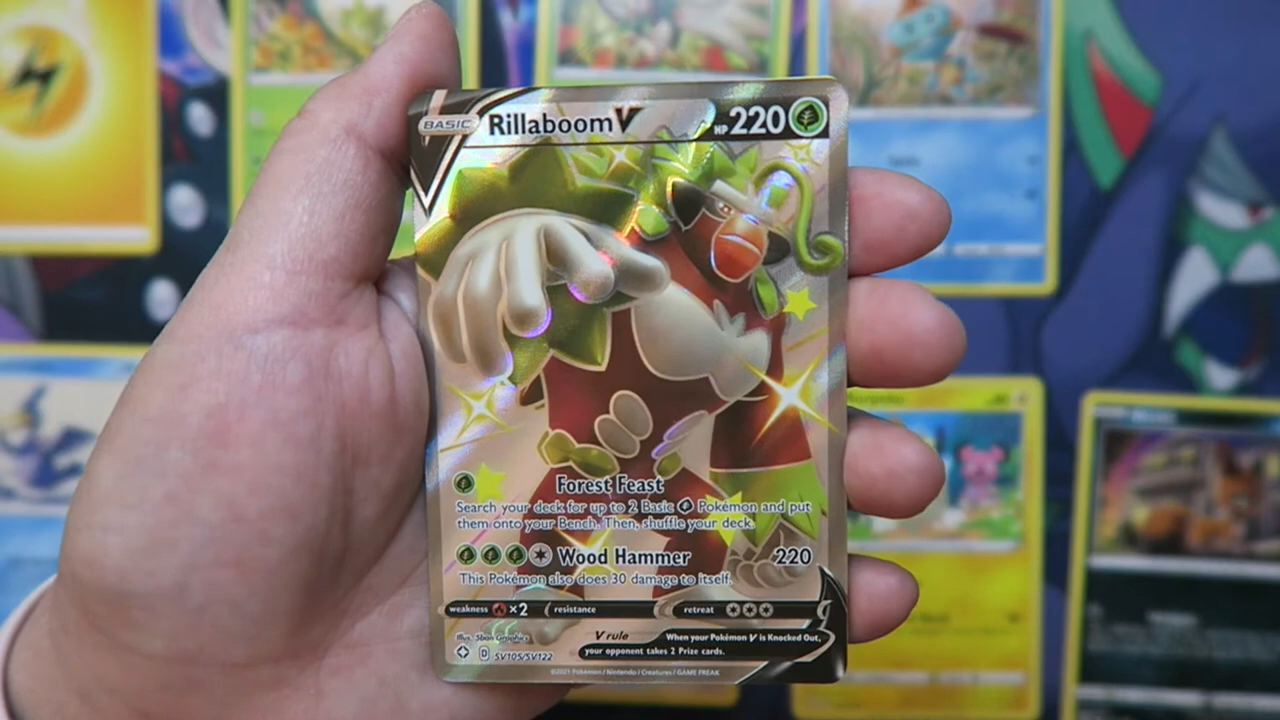 BASIC Rillaboom V HP 220
Forest Feast
Search your deck for up to 2 Basic Pokémon and put
them onto your Bench. Then, shuffle your deck.
Wood Hammer 220
This Pokémon also does 30 damage to itself.
weakness ×2 resistance retreat
Illus. 5ban Graphics
D SV105/SV122
V rule When your Pokémon V is Knocked Out,
your opponent takes 2 Prize cards.
©2021 Pokémon / Nintendo / Creatures / GAME FREAK